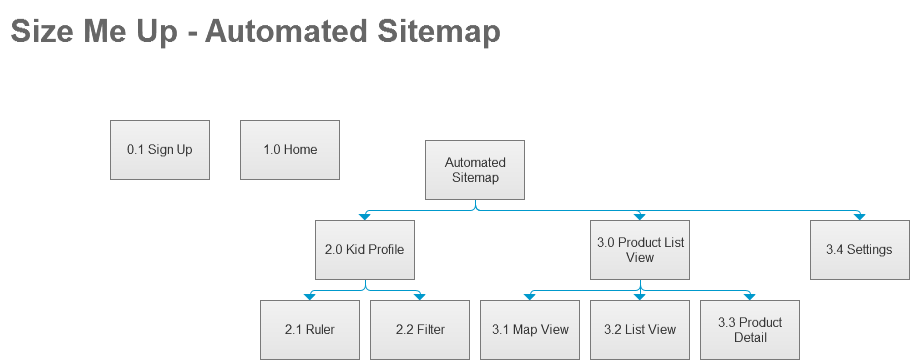 Size Me Up - Automated Sitemap
0.1 Sign Up
1.0 Home
Automated
Sitemap
2.0 Kid Profile
3.0 Product List
View
3.4 Settings
2.1 Ruler
2.2 Filter
3.1 Map View
3.2 List View
3.3 Product
Detail